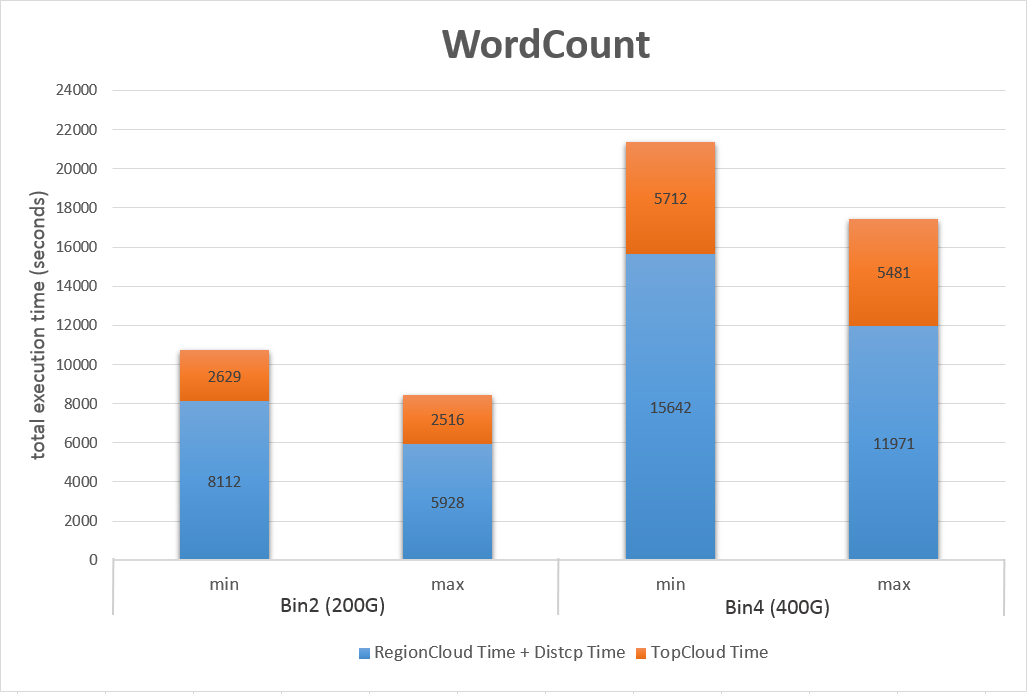 WordCount
24000
22000
20000
18000
16000
14000
12000
10000
8000
6000
4000
2000
0
total execution time (seconds)
2629
8112
2516
5928
5712
15642
5481
11971
min
max
min
max
Bin2 (200G)
Bin4 (400G)
RegionCloud Time + Distcp Time
TopCloud Time